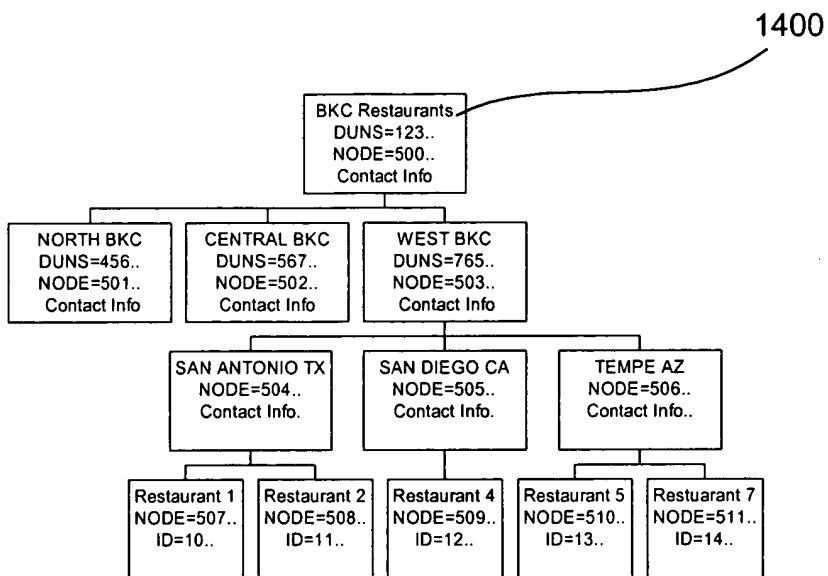 1400
BKC Restaurants
DUNS=123..
NODE=500..
Contact Info
NORTH BKC
DUNS=456..
NODE=501..
Contact Info
CENTRAL BKC
DUNS=567..
NODE=502..
Contact Info
WEST BKC
DUNS=765..
NODE=503..
Contact Info
SAN ANTONIO TX
NODE=504..
Contact Info.
SAN DIEGO CA
NODE=505..
Contact Info.
TEMPE AZ
NODE=506..
Contact Info..
Restaurant 1
NODE=507..
ID=10..
Restaurant 2
NODE=508..
ID=11..
Restaurant 4
NODE=509..
ID=12..
Restaurant 5
NODE=510..
ID=13..
Restuarant 7
NODE=511..
ID=14..